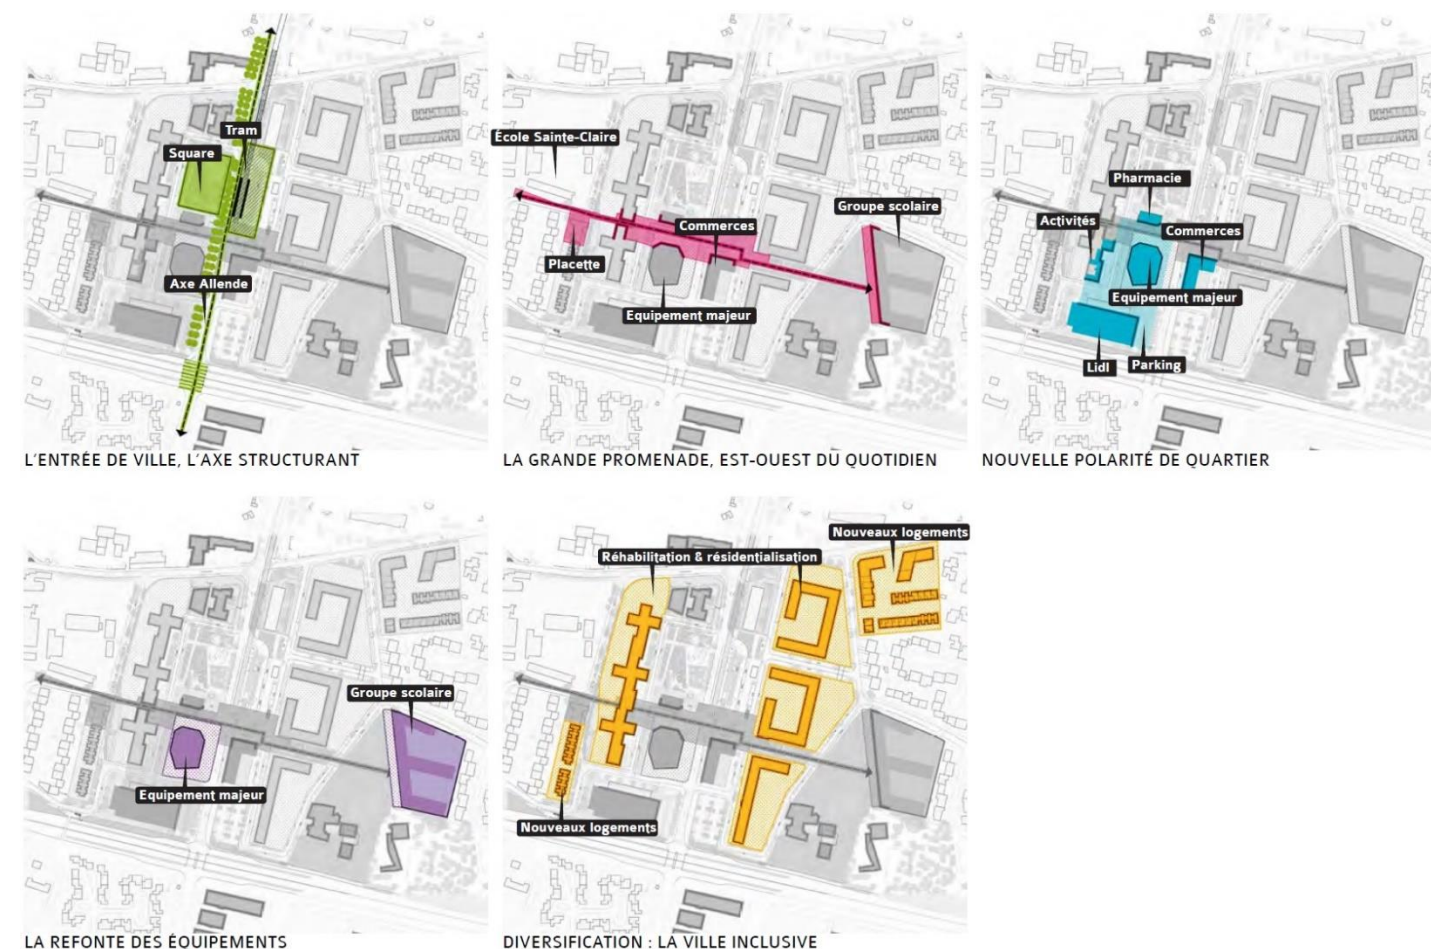 Tram
Square
Axe Allende
L'ENTRÉE DE VILLE, L'AXE STRUCTURANT
École Sainte-Claire
Groupe scolaire
Commerces
Placette
Equipement majeur
LA GRANDE PROMENADE, EST-OUEST DU QUOTIDIEN
Pharmacie
Activités
Commerces
Equipement majeur
Lidl
Parking
NOUVELLE POLARITÉ DE QUARTIER
Groupe scolaire
Equipement majeur
LA REFONTE DES ÉQUIPEMENTS
Nouveaux logements
Réhabilitation & résidentialisation
Nouveaux logements
DIVERSIFICATION : LA VILLE INCLUSIVE